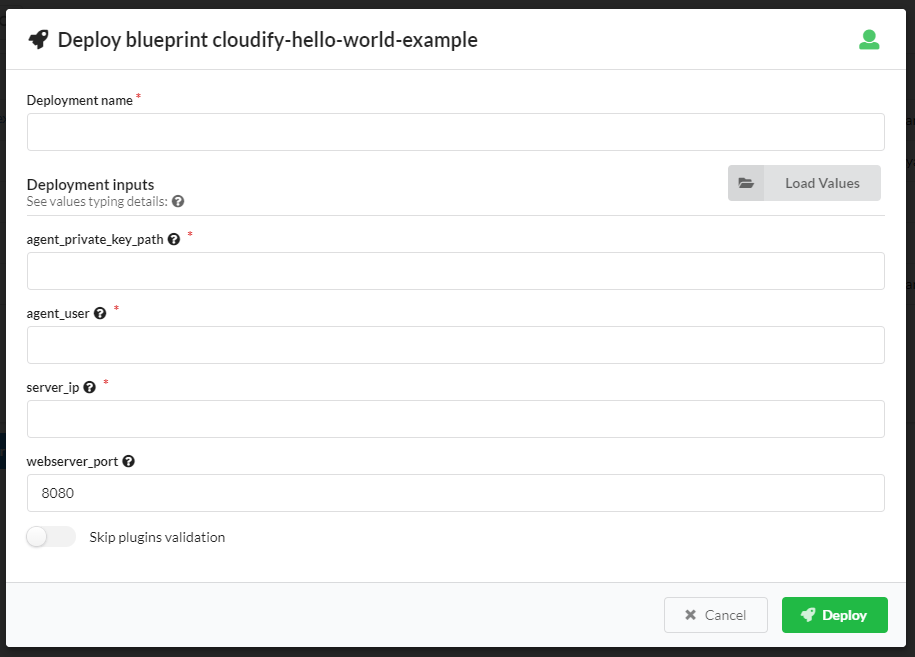 Deploy blueprint cloudify-hello-world-example
Deployment name *
Deployment inputs
Load Values
See values typing details:
agent_private_key_path *
agent_user *
server_ip *
webserver_port
8080
Skip plugins validation
Cancel
Deploy